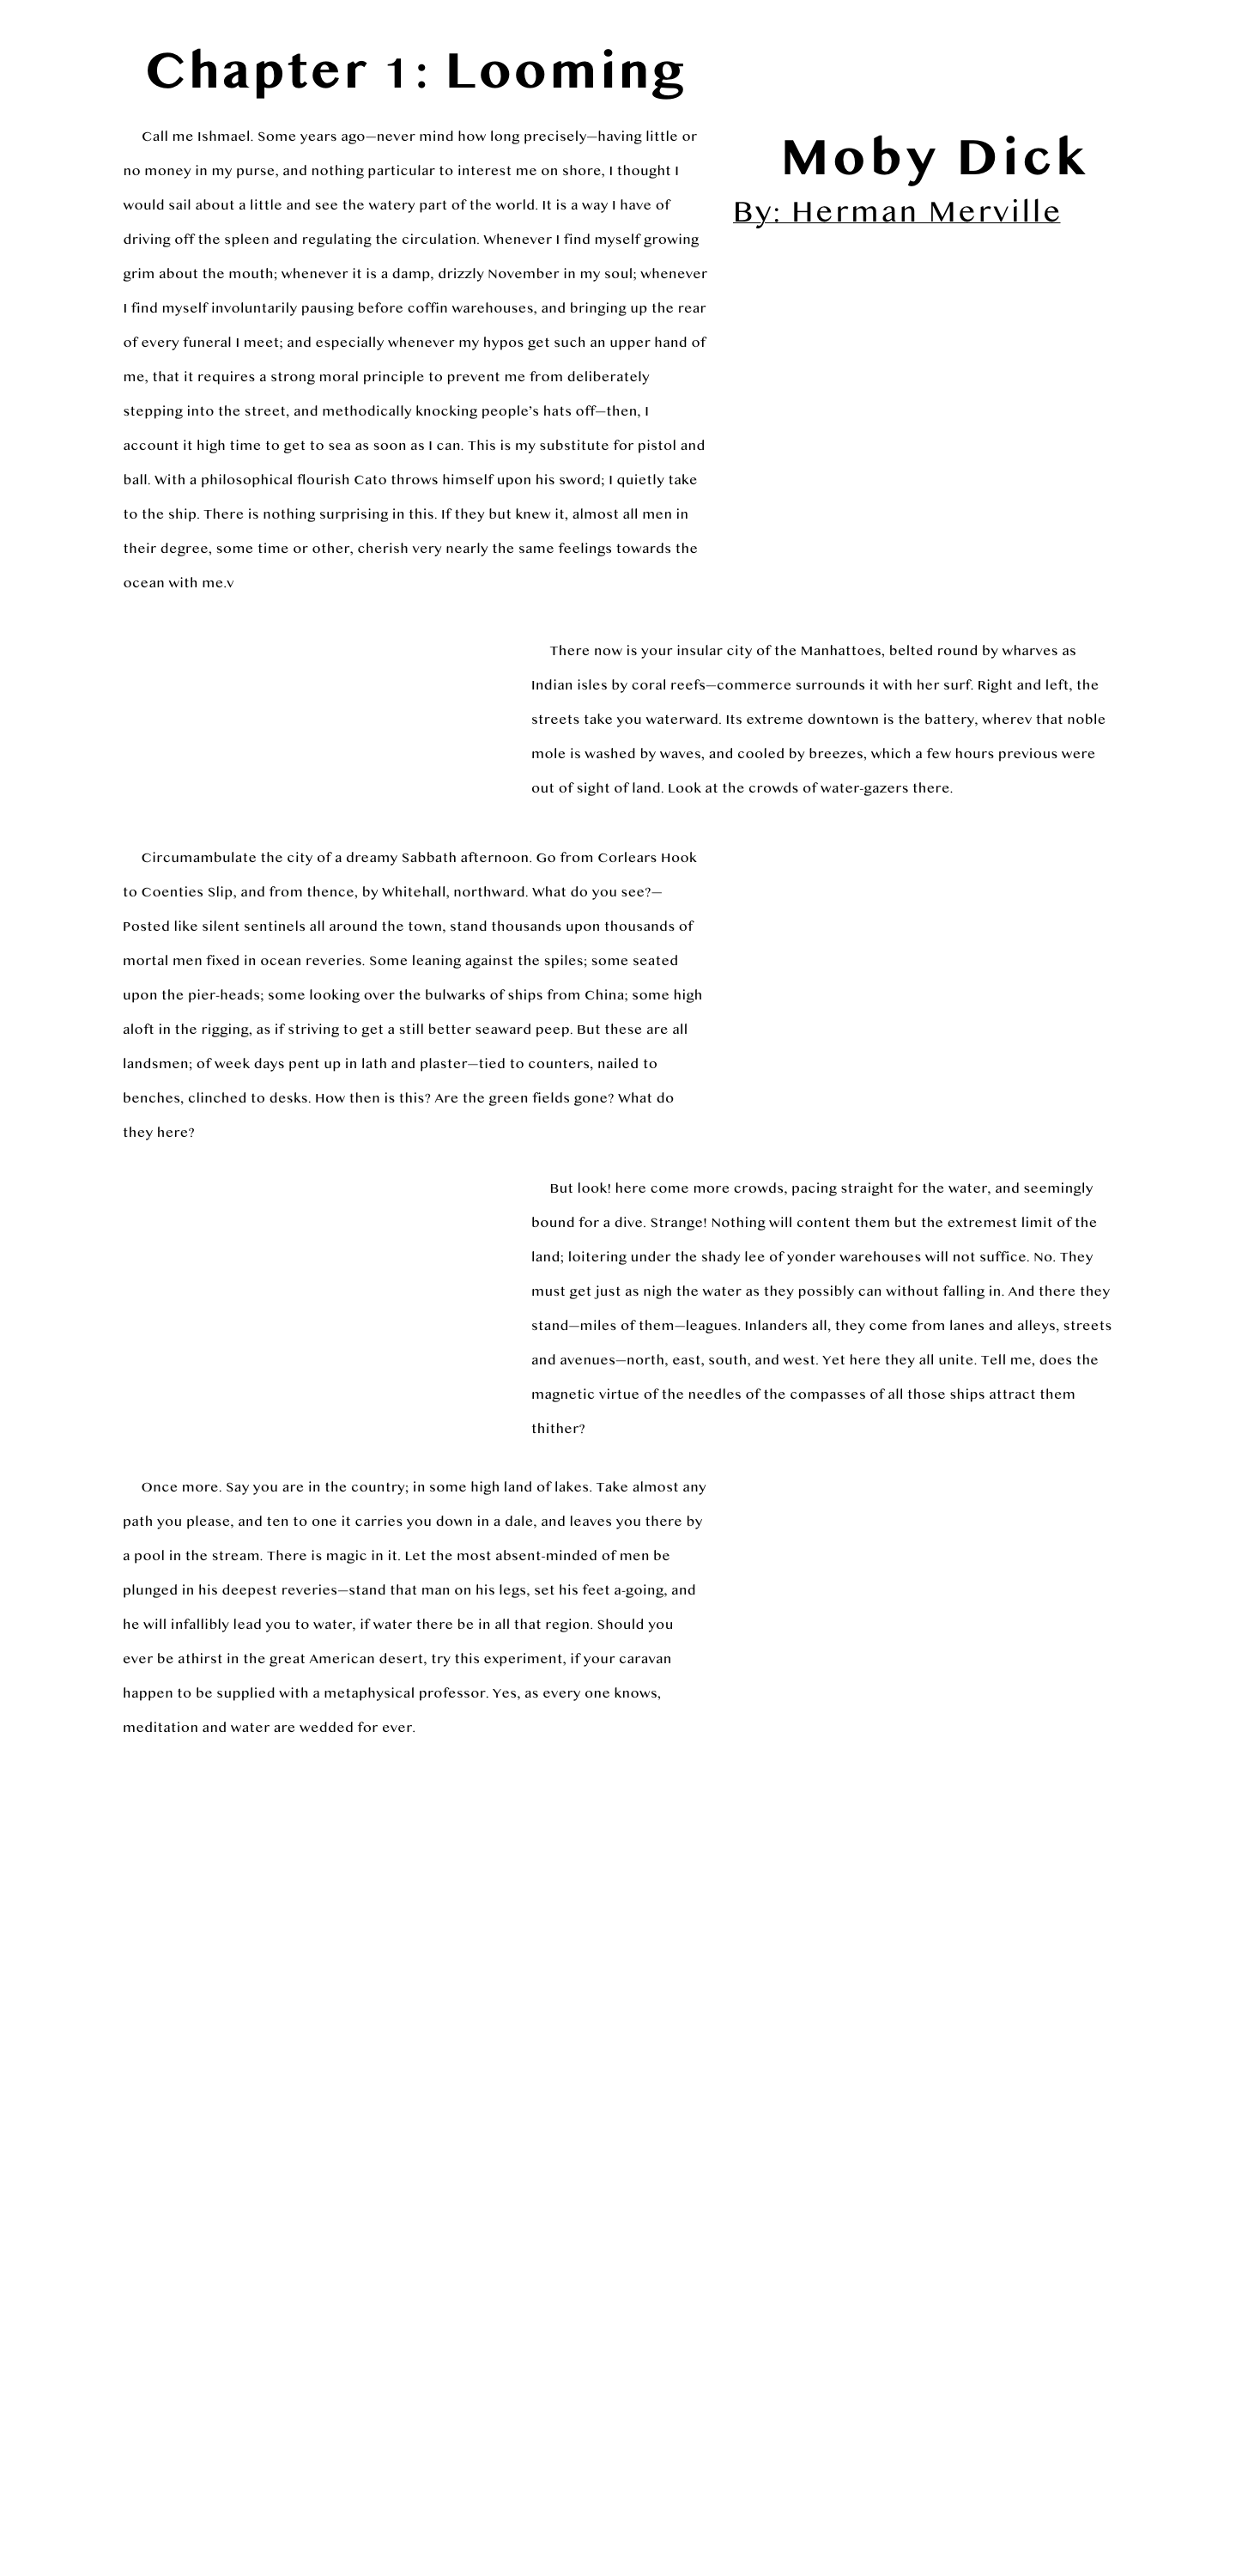 Chapter 1: Looming
Moby Dick
By: Herman Merville
Call me Ishmael. Some years ago—never mind how long precisely—having little or
no money in my purse, and nothing particular to interest me on shore, I thought I
would sail about a little and see the watery part of the world. It is a way I have of
driving off the spleen and regulating the circulation. Whenever I find myself growing
grim about the mouth; whenever it is a damp, drizzly November in my soul; whenever
I find myself involuntarily pausing before coffin warehouses, and bringing up the rear
of every funeral I meet; and especially whenever my hypos get such an upper hand of
me, that it requires a strong moral principle to prevent me from deliberately
stepping into the street, and methodically knocking people’s hats off—then, I
account it high time to get to sea as soon as I can. This is my substitute for pistol and
ball. With a philosophical flourish Cato throws himself upon his sword; I quietly take
to the ship. There is nothing surprising in this. If they but knew it, almost all men in
their degree, some time or other, cherish very nearly the same feelings towards the
ocean with me.v
There now is your insular city of the Manhattoes, belted round by wharves as
Indian isles by coral reefs—commerce surrounds it with her surf. Right and left, the
streets take you waterward. Its extreme downtown is the battery, wherev that noble
mole is washed by waves, and cooled by breezes, which a few hours previous were
out of sight of land. Look at the crowds of water-gazers there.
Circumambulate the city of a dreamy Sabbath afternoon. Go from Corlears Hook
to Coenties Slip, and from thence, by Whitehall, northward. What do you see?—
Posted like silent sentinels all around the town, stand thousands upon thousands of
mortal men fixed in ocean reveries. Some leaning against the spiles; some seated
upon the pier-heads; some looking over the bulwarks of ships from China; some high
aloft in the rigging, as if striving to get a still better seaward peep. But these are all
landsmen; of week days pent up in lath and plaster—tied to counters, nailed to
benches, clinched to desks. How then is this? Are the green fields gone? What do
they here?
But look! here come more crowds, pacing straight for the water, and seemingly
bound for a dive. Strange! Nothing will content them but the extremest limit of the
land; loitering under the shady lee of yonder warehouses will not suffice. No. They
must get just as nigh the water as they possibly can without falling in. And there they
stand—miles of them—leagues. Inlanders all, they come from lanes and alleys, streets
and avenues—north, east, south, and west. Yet here they all unite. Tell me, does the
magnetic virtue of the needles of the compasses of all those ships attract them
thither?
Once more. Say you are in the country; in some high land of lakes. Take almost any
path you please, and ten to one it carries you down in a dale, and leaves you there by
a pool in the stream. There is magic in it. Let the most absent-minded of men be
plunged in his deepest reveries—stand that man on his legs, set his feet a-going, and
he will infallibly lead you to water, if water there be in all that region. Should you
ever be athirst in the great American desert, try this experiment, if your caravan
happen to be supplied with a metaphysical professor. Yes, as every one knows,
meditation and water are wedded for ever.